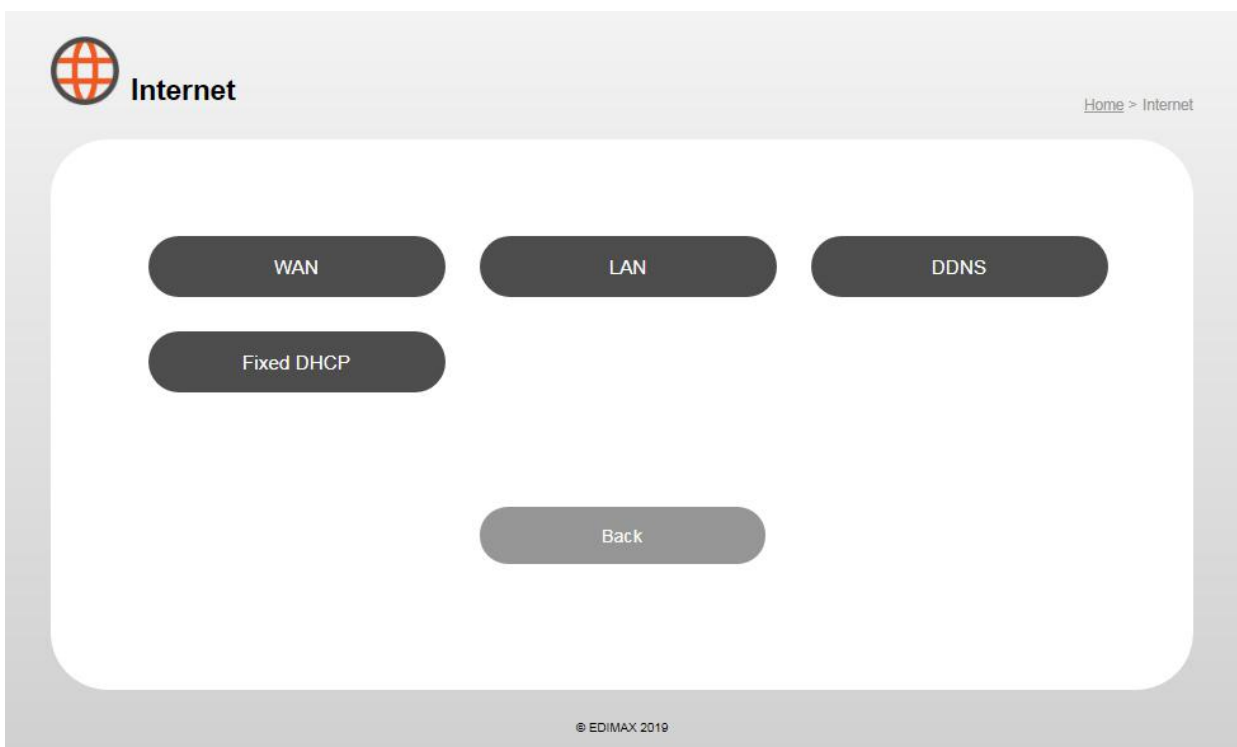 Internet
Home > Internet
WAN
LAN
DDNS
Fixed DHCP
Back
© EDIMAX 2019